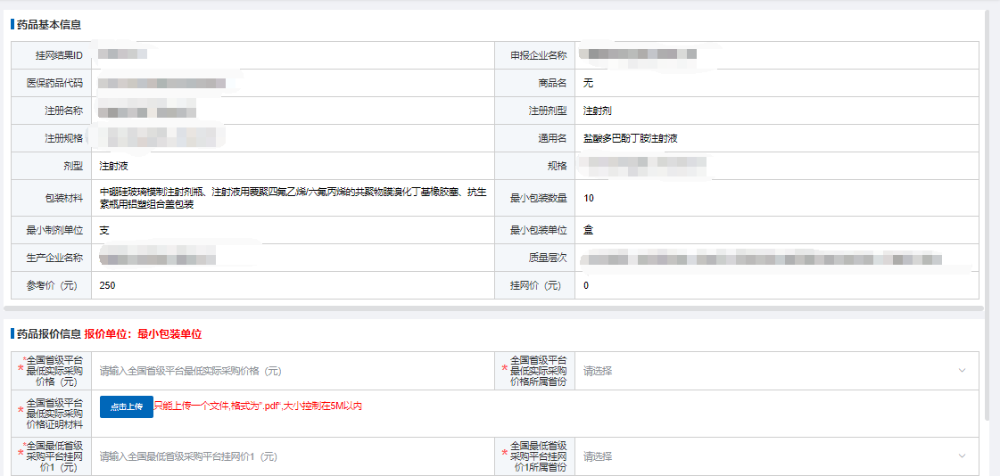 药品基本信息
挂网结果ID
申报企业名称
医保药品代码
商品名 无
注册名称
注册剂型 注射剂
注册规格
通用名 盐酸多巴酚丁胺注射液
剂型 注射液
规格
包装材料 中硼硅玻璃模制注射剂瓶、注射液用覆聚四氟乙烯/六氟丙烯的共聚物膜溴化丁基橡胶塞、抗生
素瓶用铝塑组合盖包装
最小包装数量 10
最小制剂单位 支
最小包装单位 盒
生产企业名称
质量层次
参考价（元） 250
挂网价（元） 0
药品报价信息 报价单位：最小包装单位
* *全国省级平台
最低实际采购
价格（元）
请输入全国省级平台最低实际采购价格（元）
* 全国省级平台
最低实际采购
价格所属省份
请选择
* 全国省级平台
最低实际采购
价格证明材料
点击上传 只能上传一个文件,格式为".pdf",大小控制在5M以内
* *全国最低省级
采购平台挂网
价1（元）
请输入全国最低省级采购平台挂网价1（元）
* 全国最低省级
采购平台挂网
价1所属省份
请选择